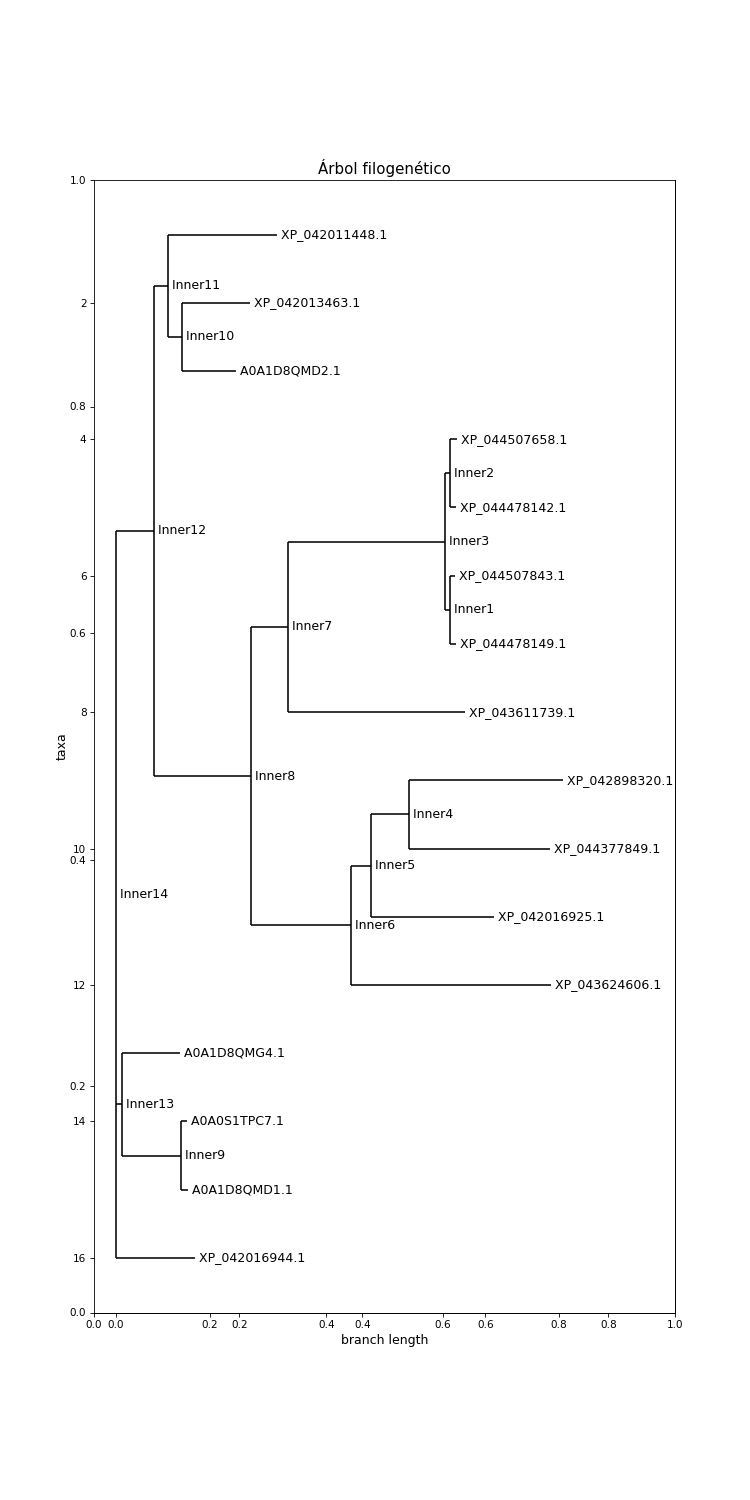 Árbol filogenético
1.0
XP_042011448.1
Inner11
2
XP_042013463.1
Inner10
A0A1D8QMD2.1
0.8
4
XP_044507658.1
Inner2
XP_044478142.1
Inner12
Inner3
6
XP_044507843.1
Inner1
0.6
Inner7
XP_044478149.1
8
XP_043611739.1
taxa
Inner8
XP_042898320.1
Inner4
10
XP_044377849.1
0.4
Inner5
Inner14
XP_042016925.1
Inner6
12
XP_043624606.1
A0A1D8QMG4.1
0.2
Inner13
14
A0A0S1TPC7.1
Inner9
A0A1D8QMD1.1
16
XP_042016944.1
0.0
0.0 0.0 0.2 0.2 0.4 0.4 0.6 0.6 0.8 0.8 1.0
branch length